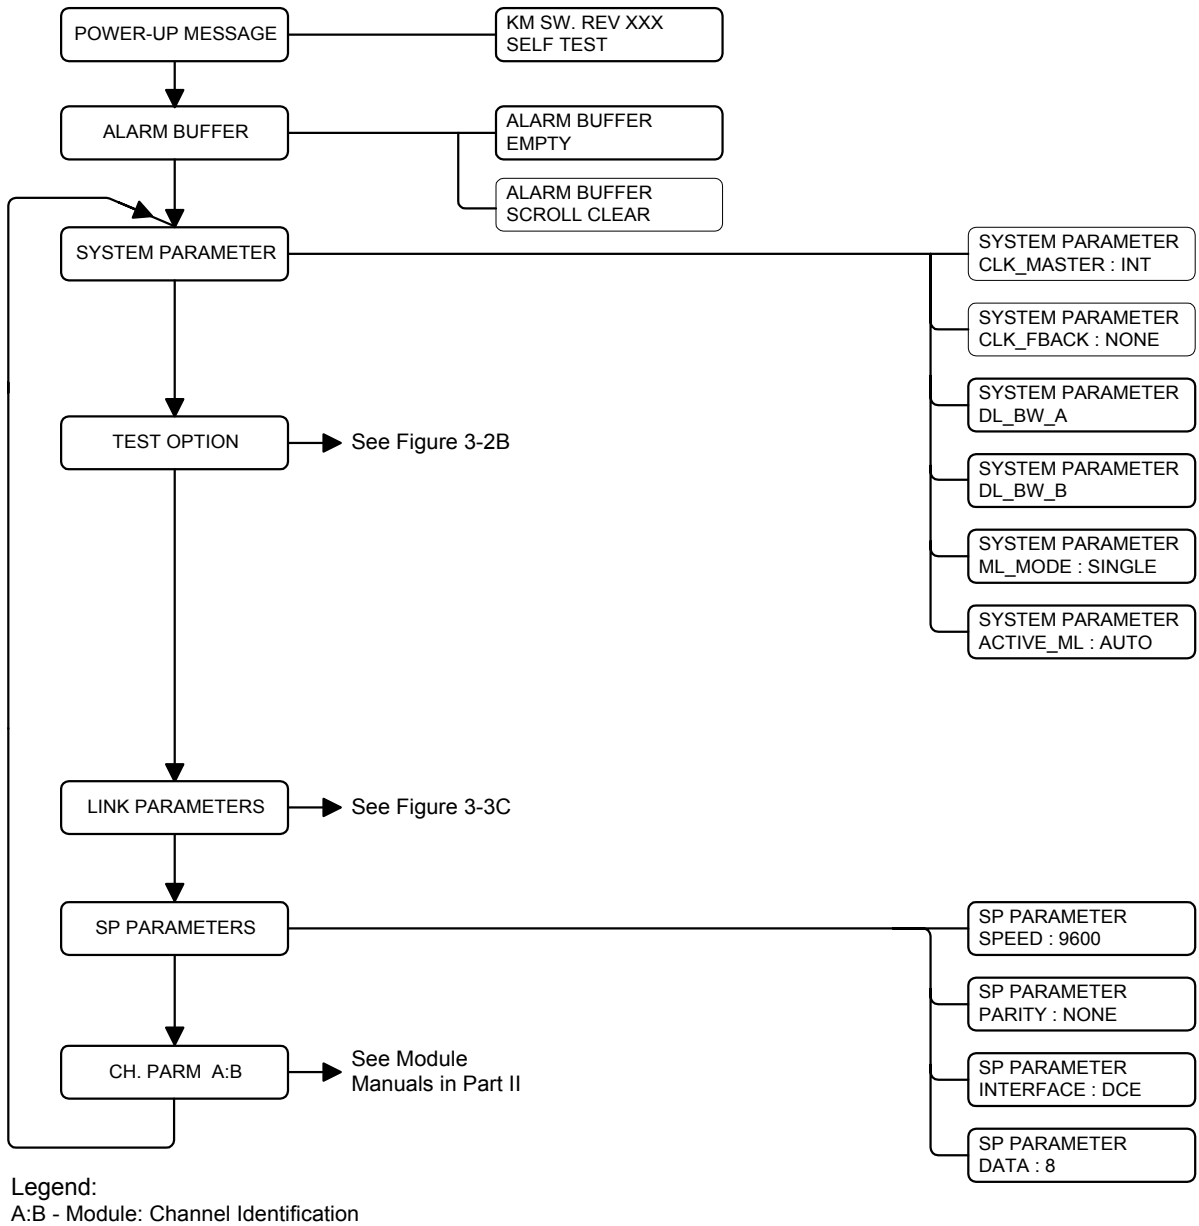 POWER-UP MESSAGE
KM SW. REV XXX
SELF TEST
ALARM BUFFER
ALARM BUFFER
EMPTY
ALARM BUFFER
SCROLL CLEAR
SYSTEM PARAMETER
SYSTEM PARAMETER
CLK_MASTER : INT
SYSTEM PARAMETER
CLK_FBACK : NONE
SYSTEM PARAMETER
DL_BW_A
TEST OPTION
See Figure 3-2B
SYSTEM PARAMETER
DL_BW_B
SYSTEM PARAMETER
ML_MODE : SINGLE
SYSTEM PARAMETER
ACTIVE_ML : AUTO
LINK PARAMETERS
See Figure 3-3C
SP PARAMETERS
SP PARAMETER
SPEED : 9600
SP PARAMETER
PARITY : NONE
CH. PARM A:B
See Module
Manuals in Part II
SP PARAMETER
INTERFACE : DCE
SP PARAMETER
DATA : 8
Legend:
A:B - Module: Channel Identification